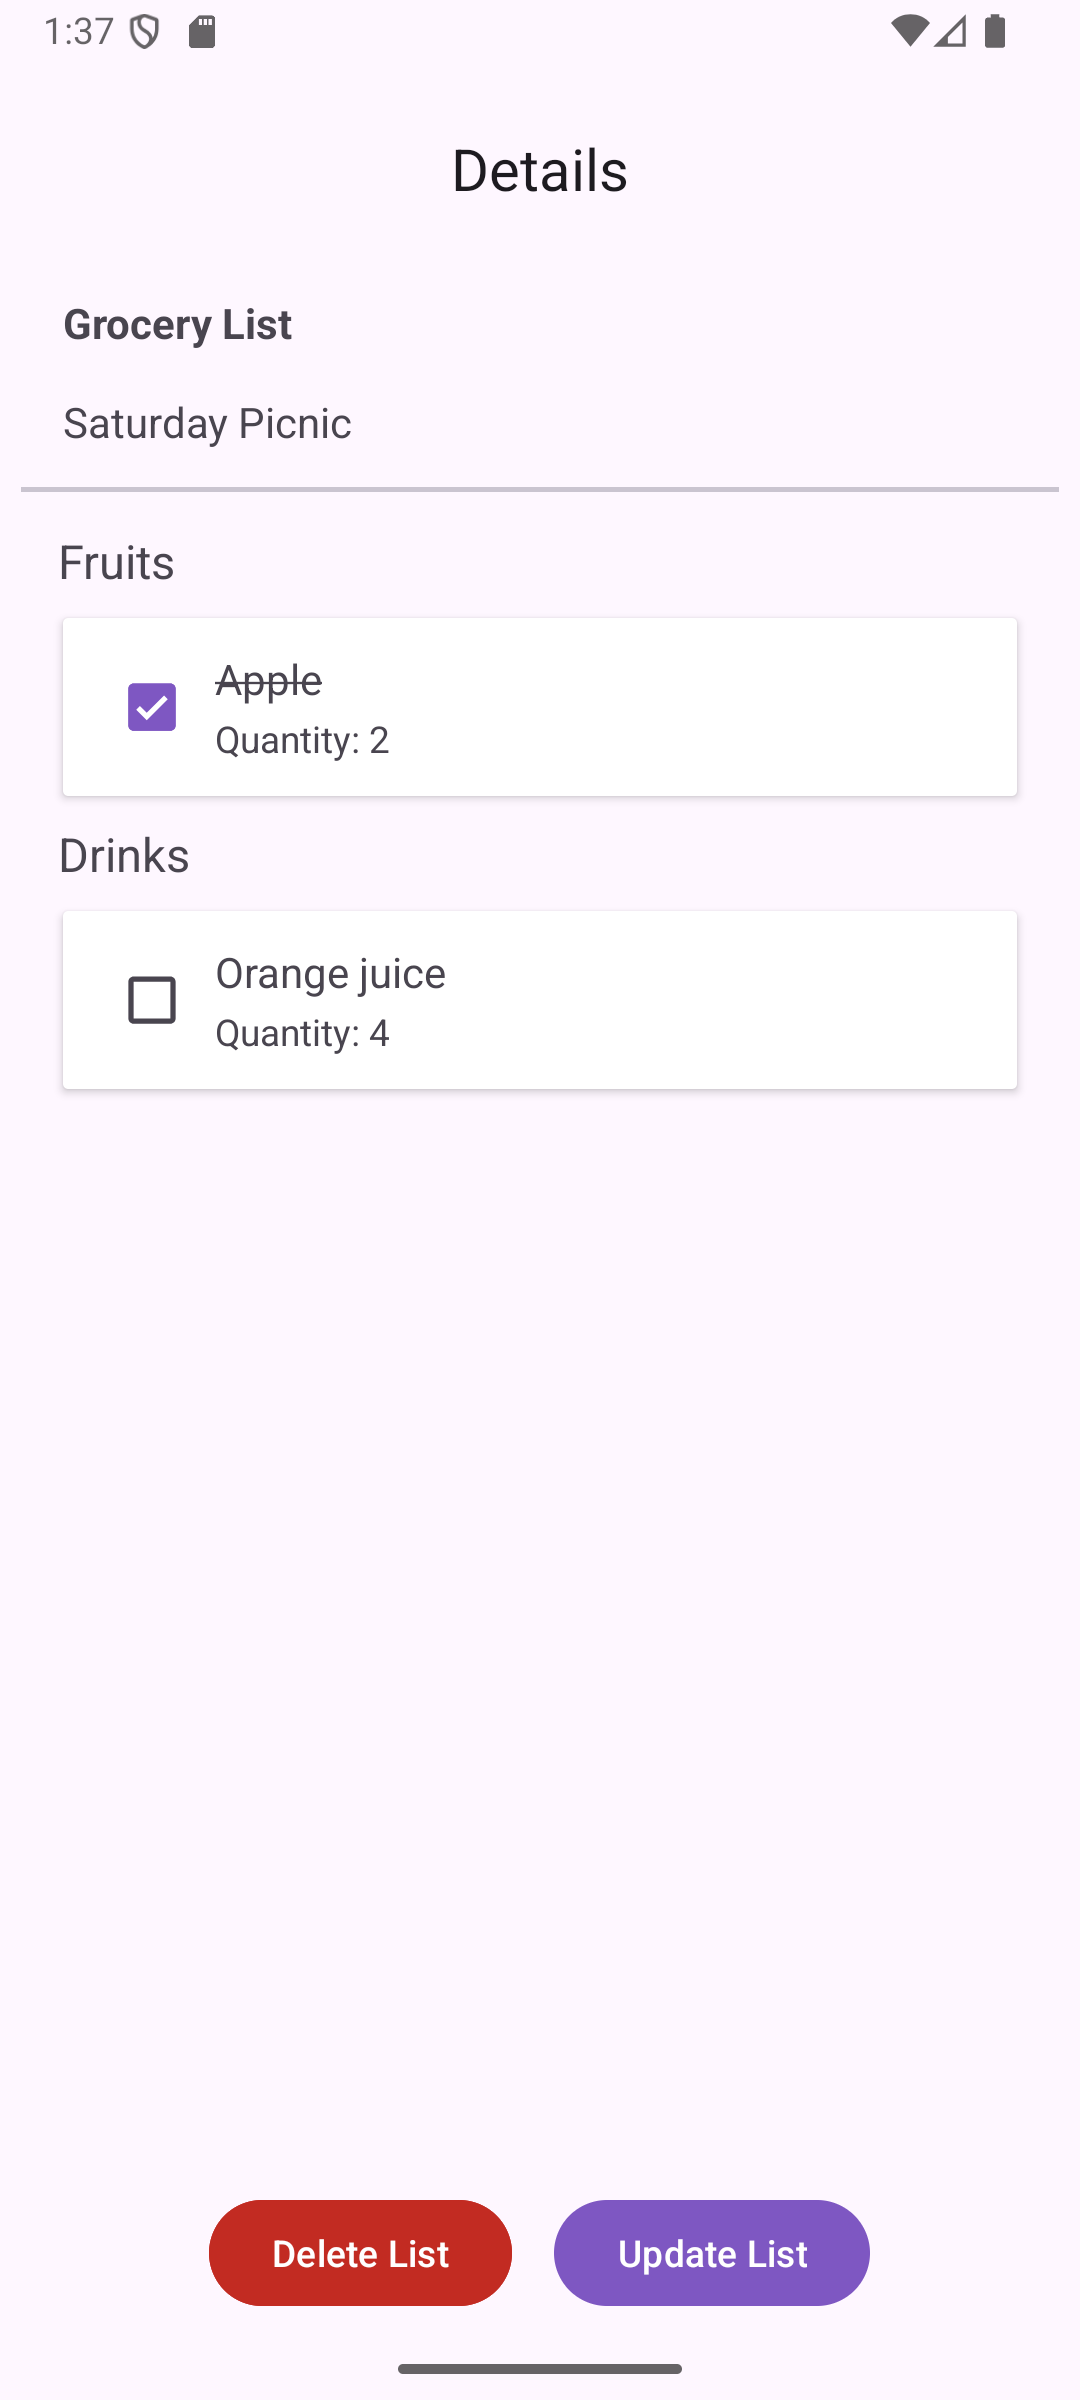 1:37
Details
Grocery List
Saturday Picnic
Fruits
Apple
Quantity: 2
Drinks
Orange juice
Quantity: 4
Delete List
Update List